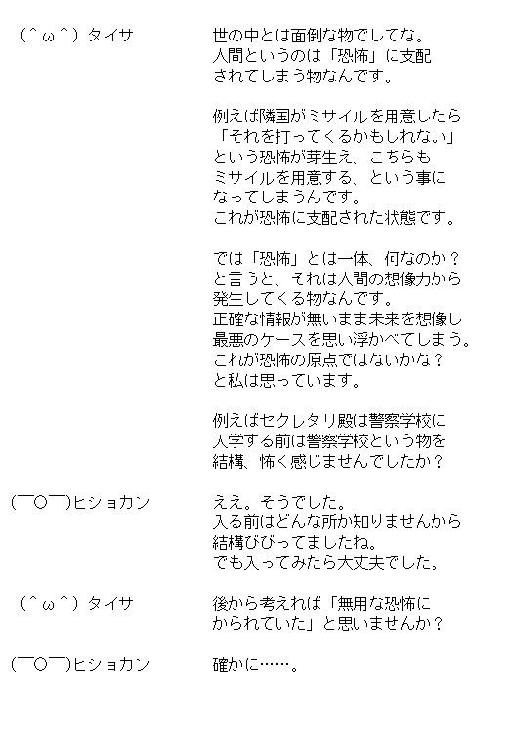 （＾ω＾）タイサ　世の中とは面倒な物でしてな。
人間というのは「恐怖」に支配
されてしまう物なんです。
例えば隣国がミサイルを用意したら
「それを打ってくるかもしれない」
という恐怖が芽生え、こちらも
ミサイルを用意する、という事に
なってしまうんです。
これが恐怖に支配された状態です。
では「恐怖」とは一体、何なのか？
と言うと、それは人間の想像力から
発生してくる物なんです。
正確な情報が無いまま未来を想像し
最悪のケースを思い浮かべてしまう。
これが恐怖の原点ではないかな？
と私は思っています。
例えばセクレタリ殿は警察学校に
入学する前は警察学校という物を
結構、怖く感じませんでしたか？
(￣○￣)ヒショカン　ええ。そうでした。
入る前はどんな所か知りませんから
結構びびってましたね。
でも入ってみたら大丈夫でした。
（＾ω＾）タイサ　後から考えれば「無用な恐怖に
かられていた」と思いませんか？
(￣○￣)ヒショカン　確かに……。